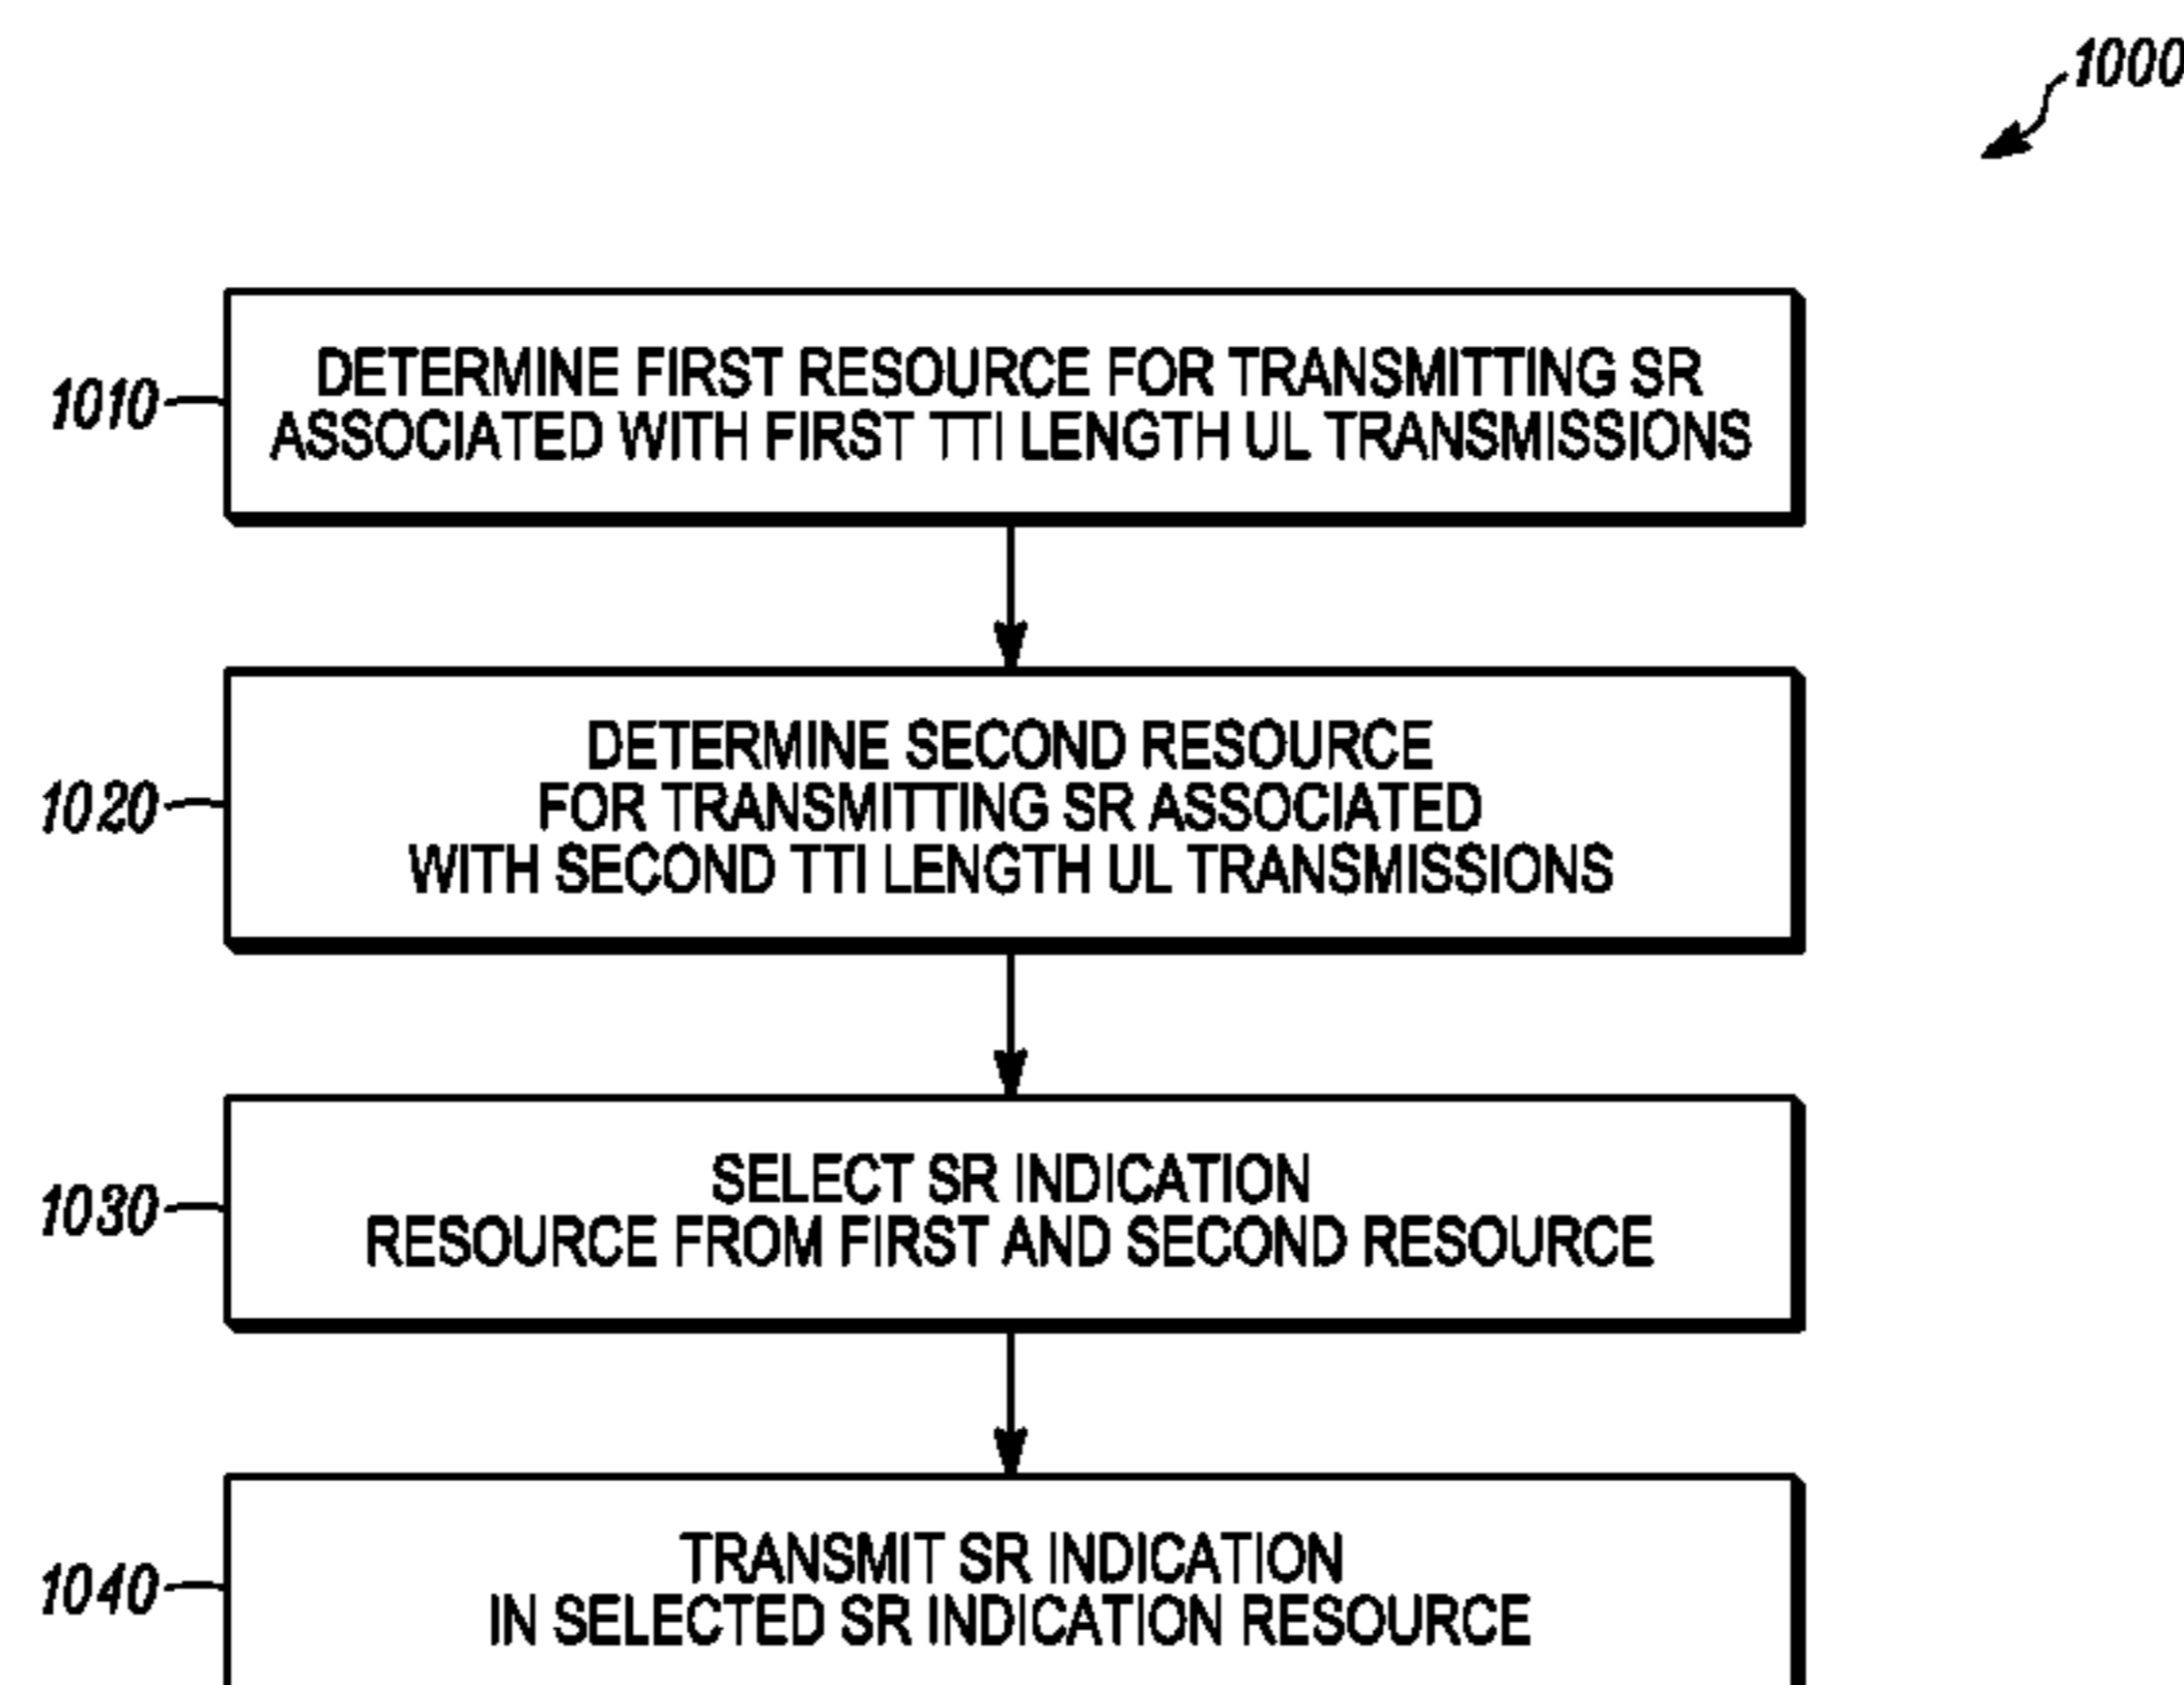 1000
1010
DETERMINE FIRST RESOURCE FOR TRANSMITTING SR
ASSOCIATED WITH FIRST TTI LENGTH UL TRANSMISSIONS
1020
DETERMINE SECOND RESOURCE
FOR TRANSMITTING SR ASSOCIATED
WITH SECOND TTI LENGTH UL TRANSMISSIONS
1030
SELECT SR INDICATION
RESOURCE FROM FIRST AND SECOND RESOURCE
1040
TRANSMIT SR INDICATION
IN SELECTED SR INDICATION RESOURCE